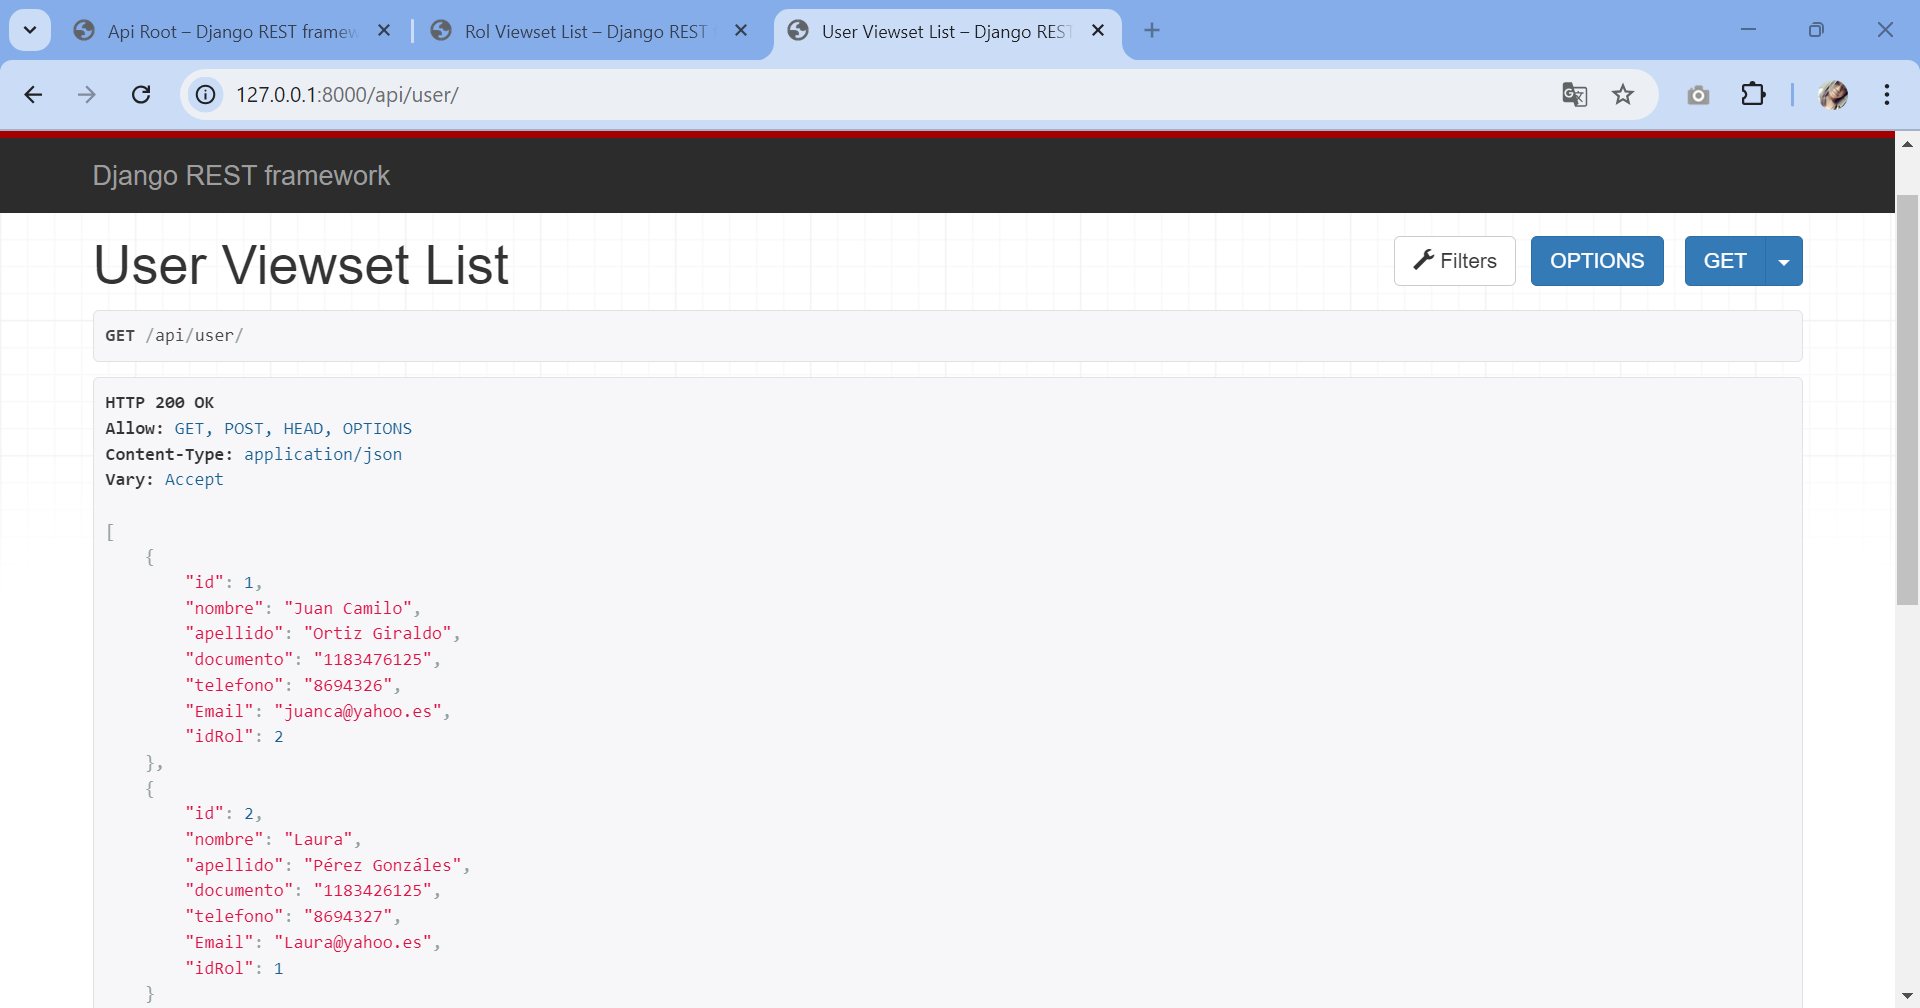 Api Root – Django REST framew
Rol Viewset List – Django REST
User Viewset List – Django REST
127.0.0.1:8000/api/user/
Django REST framework
User Viewset List
Filters
OPTIONS
GET
GET /api/user/
HTTP 200 OK
Allow: GET, POST, HEAD, OPTIONS
Content-Type: application/json
Vary: Accept
[
    {
        "id": 1,
        "nombre": "Juan Camilo",
        "apellido": "Ortiz Giraldo",
        "documento": "1183476125",
        "telefono": "8694326",
        "Email": "juanca@yahoo.es",
        "idRol": 2
    },
    {
        "id": 2,
        "nombre": "Laura",
        "apellido": "Pérez Gonzáles",
        "documento": "1183426125",
        "telefono": "8694327",
        "Email": "Laura@yahoo.es",
        "idRol": 1
    }